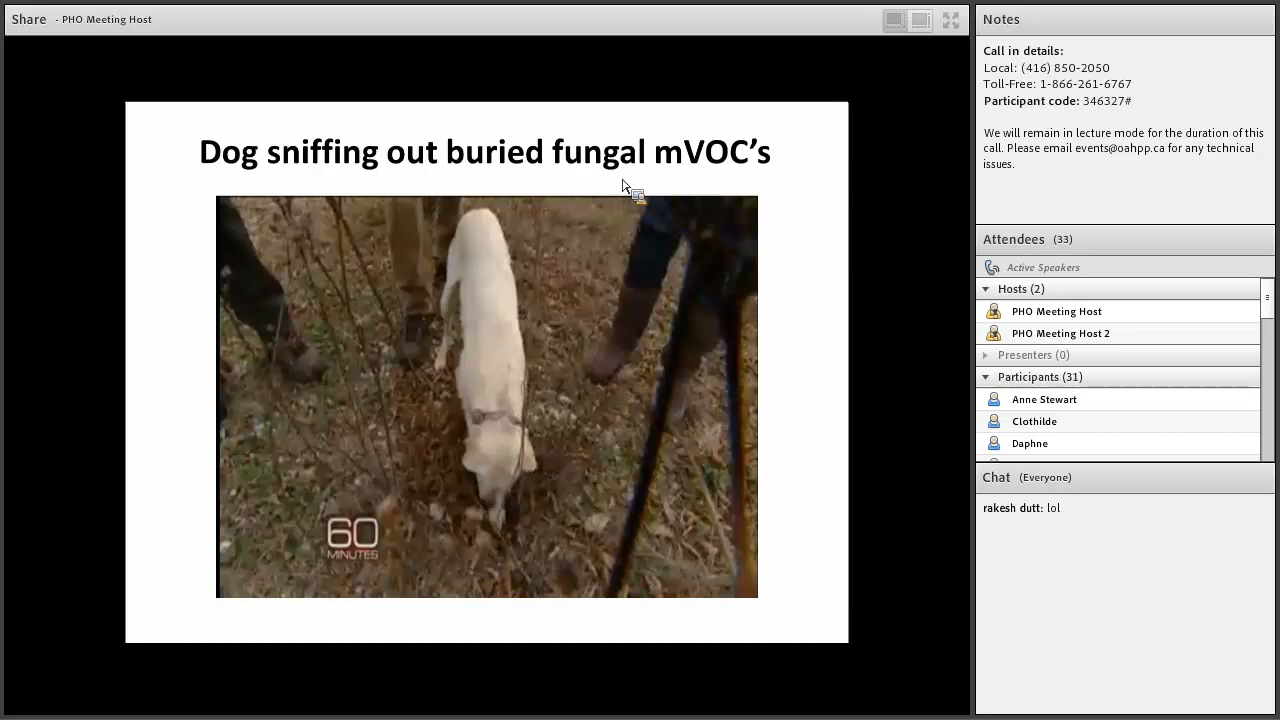 Share - PHO Meeting Host
Dog sniffing out buried fungal mVOC's
60
MINUTES
Notes
Call in details:
Local: (416) 850-2050
Toll-Free: 1-866-261-6767
Participant code: 346327#
We will remain in lecture mode for the duration of this
call. Please email events@oahpp.ca for any technical
issues.
Attendees (33)
Active Speakers
Hosts (2)
PHO Meeting Host
PHO Meeting Host 2
Presenters (0)
Participants (31)
Anne Stewart
Clothilde
Daphne
Chat (Everyone)
rakesh dutt: lol